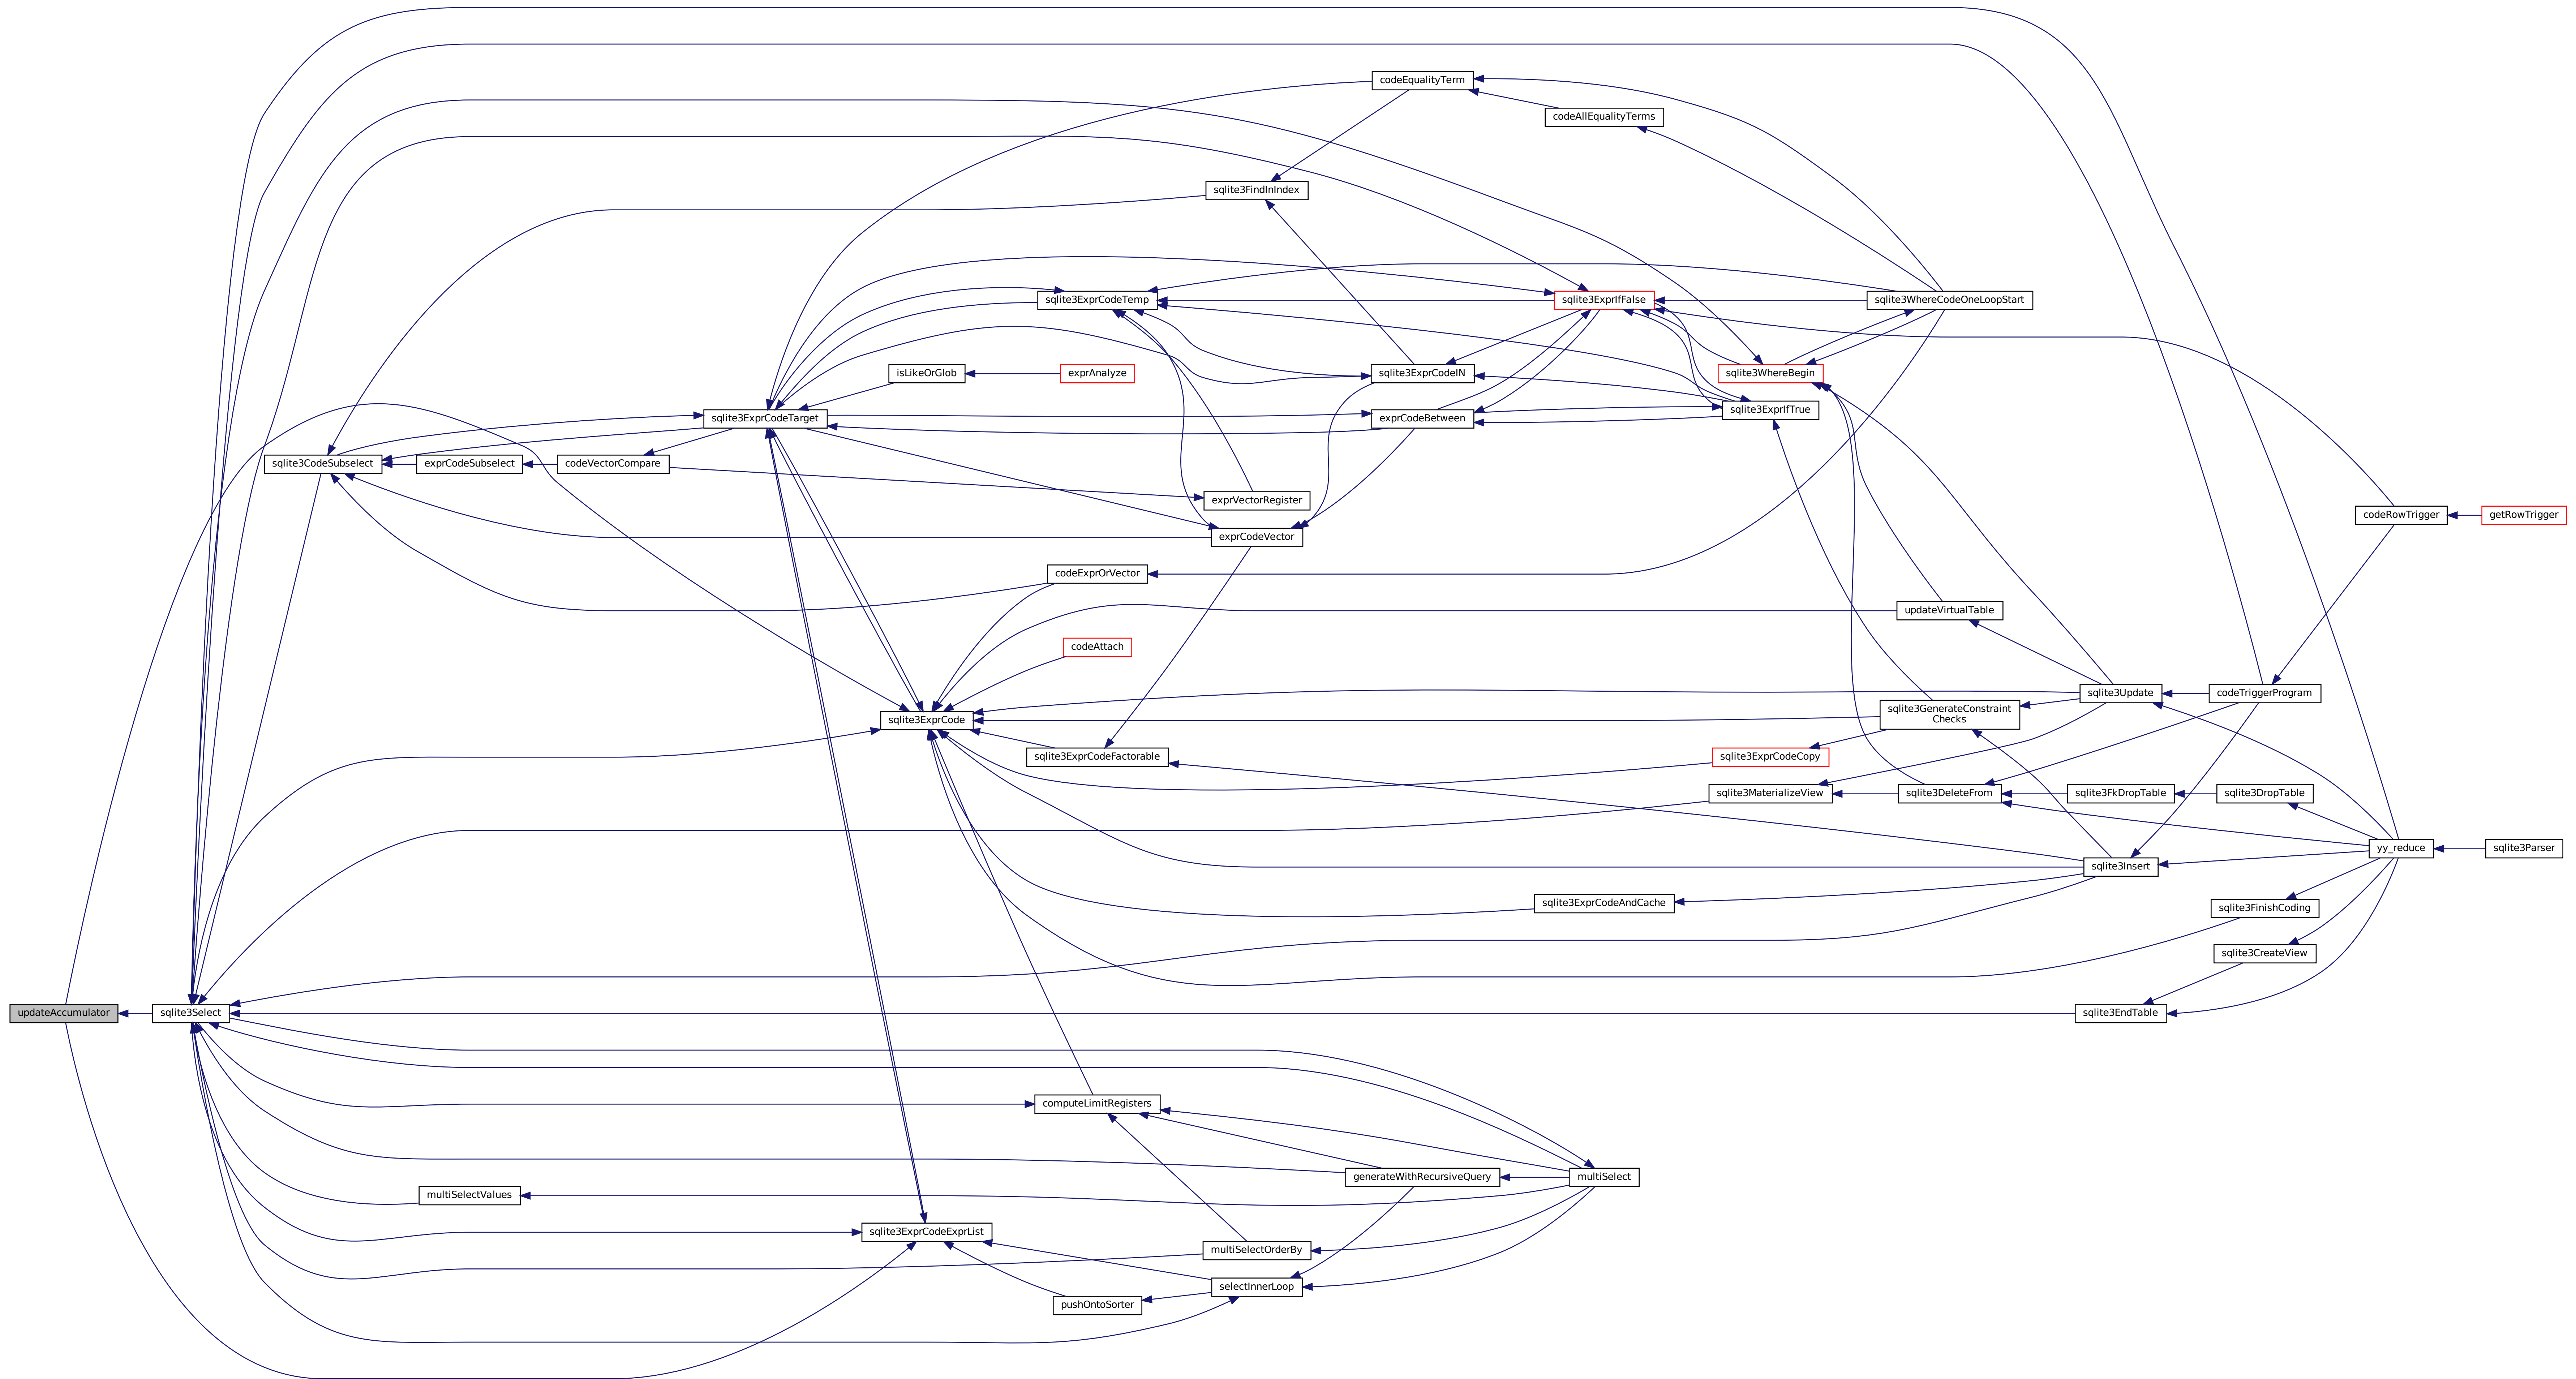 codeEqualityTerm
codeAllEqualityTerms
sqlite3FindInIndex
sqlite3ExprCodeTemp
sqlite3ExprIfFalse
sqlite3WhereCodeOneLoopStart
isLikeOrGlob
exprAnalyze
sqlite3ExprCodeIN
sqlite3WhereBegin
sqlite3ExprCodeTarget
exprCodeBetween
sqlite3ExprIfTrue
sqlite3CodeSubselect
exprCodeSubselect
codeVectorCompare
exprVectorRegister
codeRowTrigger
getRowTrigger
exprCodeVector
codeExprOrVector
updateVirtualTable
codeAttach
sqlite3Update
codeTriggerProgram
sqlite3ExprCode
sqlite3GenerateConstraint
Checks
sqlite3ExprCodeFactorable
sqlite3ExprCodeCopy
sqlite3MaterializeView
sqlite3DeleteFrom
sqlite3FkDropTable
sqlite3DropTable
yy_reduce
sqlite3Parser
sqlite3Insert
sqlite3ExprCodeAndCache
sqlite3FinishCoding
sqlite3CreateView
updateAccumulator
sqlite3Select
sqlite3EndTable
computeLimitRegisters
generateWithRecursiveQuery
multiSelect
multiSelectValues
sqlite3ExprCodeExprList
multiSelectOrderBy
selectInnerLoop
pushOntoSorter